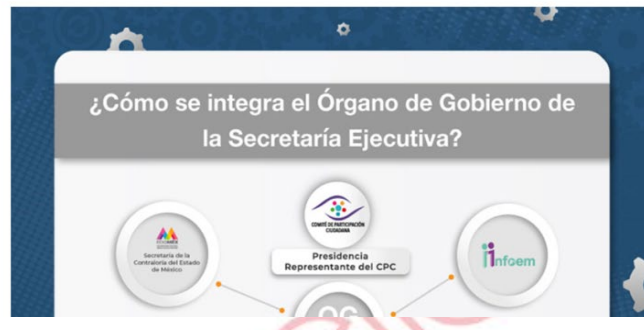 ¿Cómo se integra el Órgano de Gobierno de
la Secretaría Ejecutiva?
COMITÉ DE PARTICIPACIÓN
CIUDADANA
Presidencia
Representante del CPC
Secretaría de la
Contraloría del Estado
de México
Infoem
OG